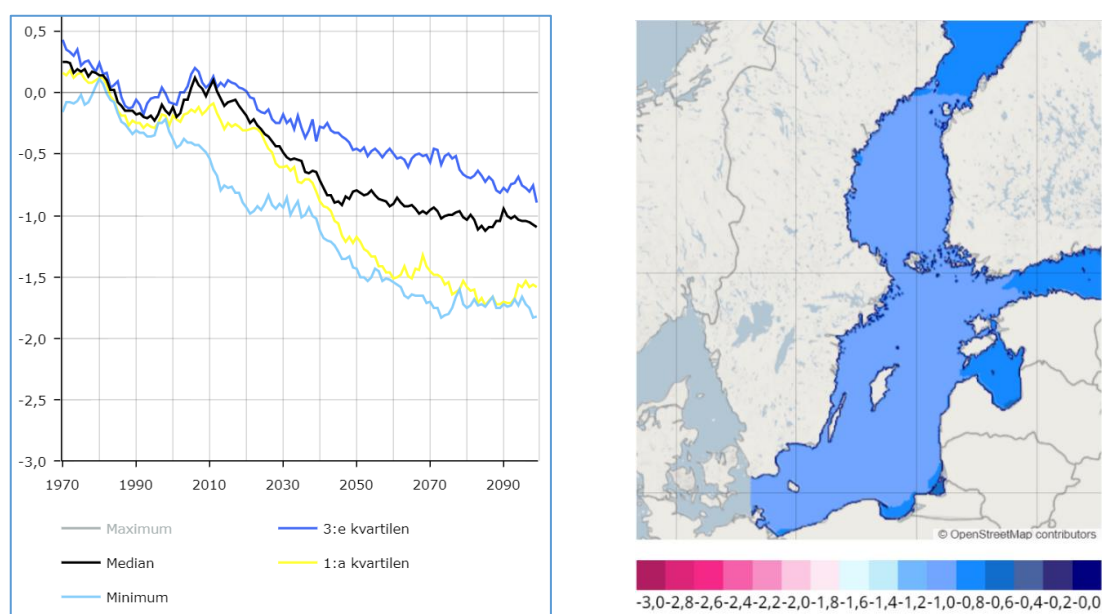 0,5
0,0
-0,5
-1,0
-1,5
-2,0
-2,5
-3,0
1970 1990 2010 2030 2050 2070 2090
Maximum 3:e kvartilen
Median 1:a kvartilen
Minimum
© OpenStreetMap contributors
-3,0-2,8-2,6-2,4-2,2-2,0-1,8-1,6-1,4-1,2-1,0-0,8-0,6-0,4-0,2-0,0